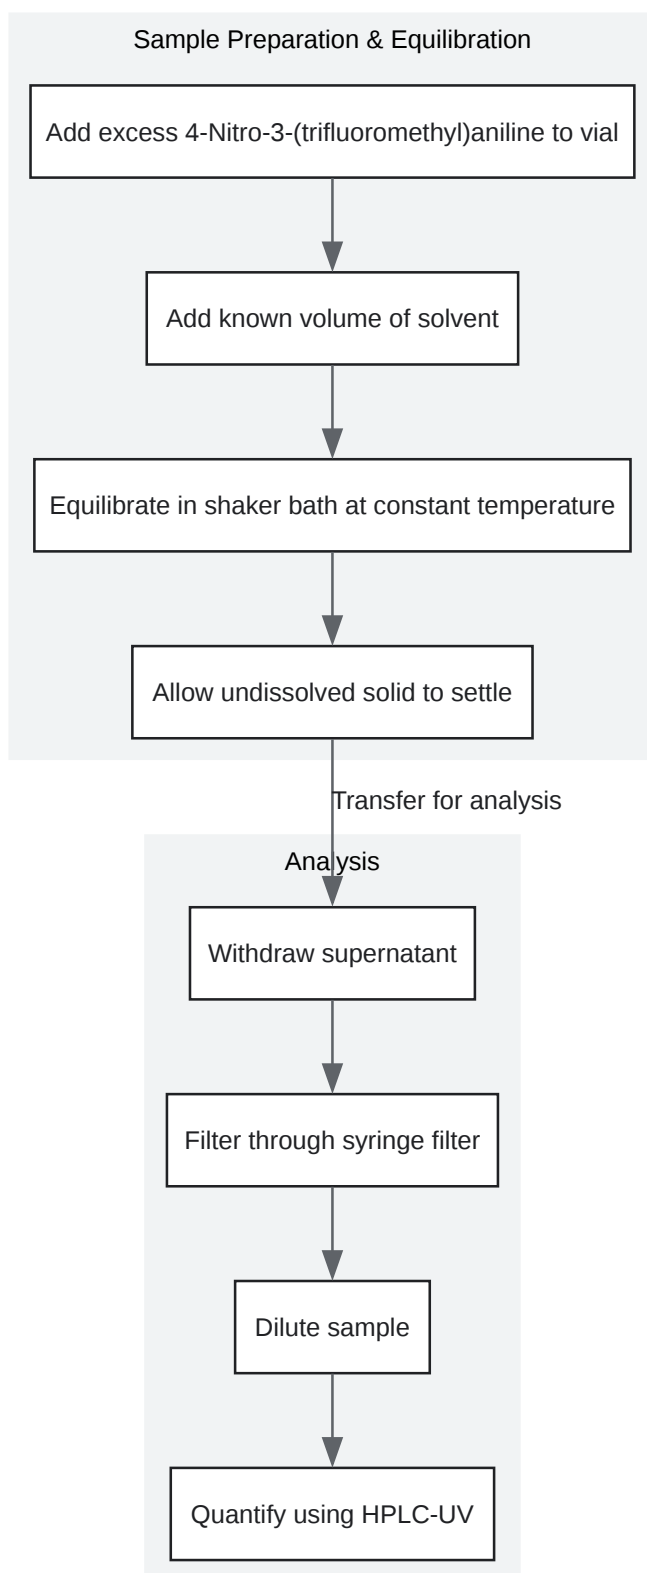 Sample Preparation & Equilibration
Add excess 4-Nitro-3-(trifluoromethyl)aniline to vial
Add known volume of solvent
Equilibrate in shaker bath at constant temperature
Allow undissolved solid to settle
Transfer for analysis
Analysis
Withdraw supernatant
Filter through syringe filter
Dilute sample
Quantify using HPLC-UV